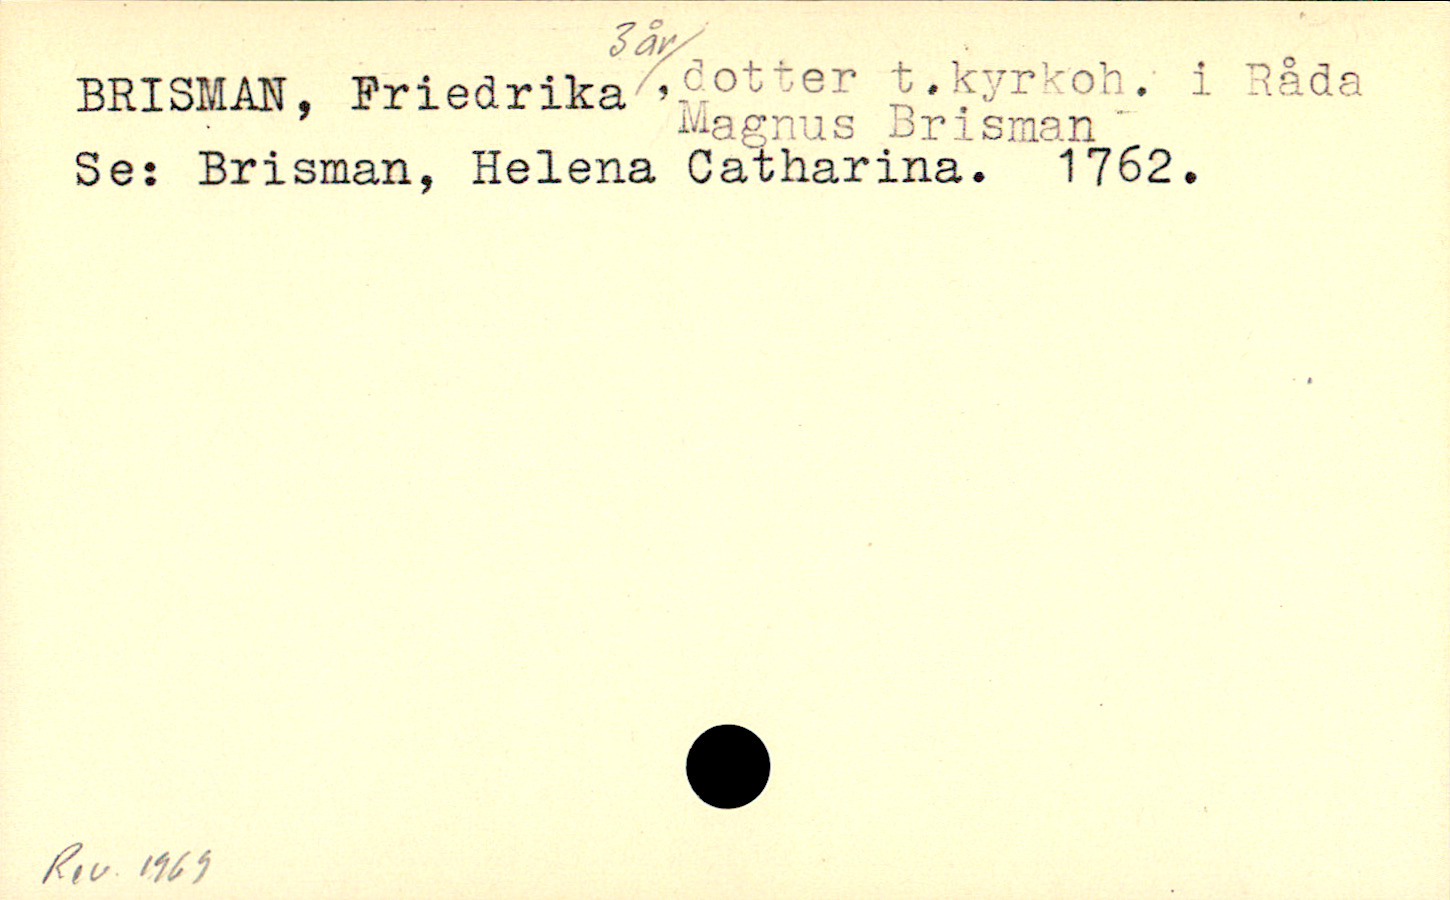 3 år
BRISMAN, Friedrika, dotter t.kyrkoh. i Råda
Magnus Brisman
Se: Brisman, Helena Catharina. 1762.
Rev. 1969